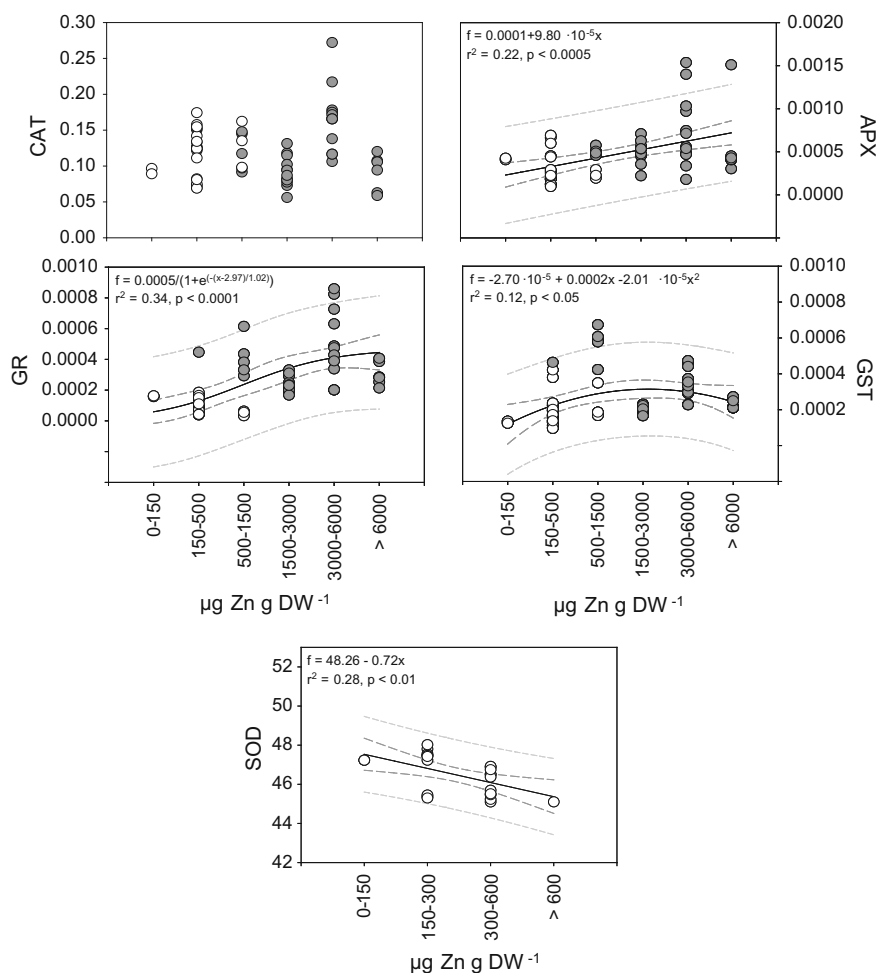 0.30
0.25
0.20
0.15
0.10
0.05
0.00
CAT
f = 0.0001+9.80 ·10⁻⁵x
r² = 0.22, p < 0.0005
0.0020
0.0015
0.0010
0.0005
0.0000
APX
0.0010
0.0008
0.0006
0.0004
0.0002
0.0000
GR
f = 0.0005/(1+e^(-(x-2.97)/1.02))
r² = 0.34, p < 0.0001
f = -2.70 ·10⁻⁵ + 0.0002x -2.01 ·10⁻⁵x²
r² = 0.12, p < 0.05
0.0010
0.0008
0.0006
0.0004
0.0002
GST
0-150
150-500
500-1500
1500-3000
3000-6000
> 6000
µg Zn g DW⁻¹
0-150
150-500
500-1500
1500-3000
3000-6000
> 6000
µg Zn g DW⁻¹
f = 48.26 - 0.72x
r² = 0.28, p < 0.01
52
50
48
46
44
42
SOD
0-150
150-300
300-600
> 600
µg Zn g DW⁻¹